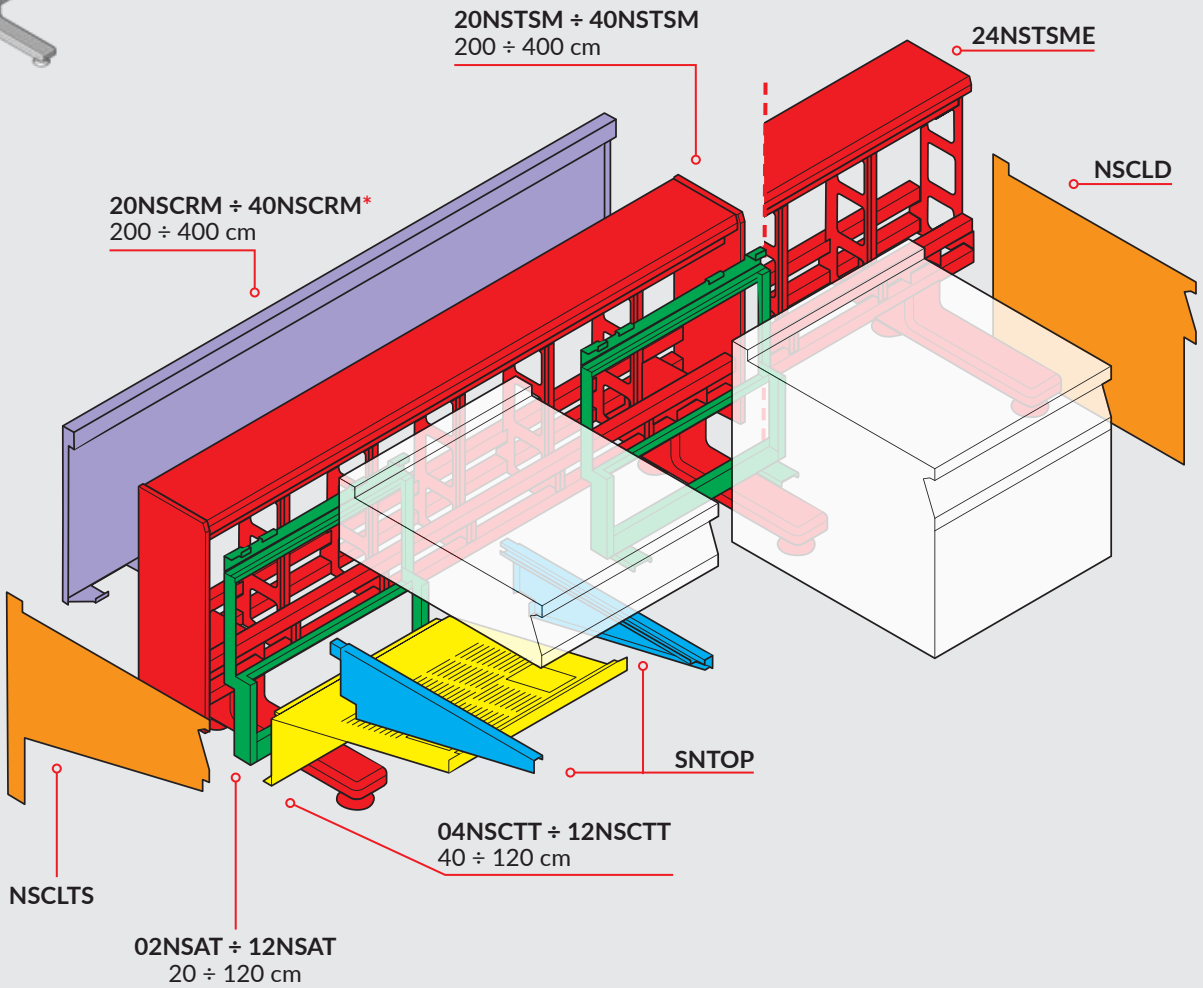 20NSTSM ÷ 40NSTSM
200 ÷ 400 cm
24NSTSME
NSCLD
20NSCRM ÷ 40NSCRM*
200 ÷ 400 cm
SNTOP
04NSCTT ÷ 12NSCTT
40 ÷ 120 cm
NSCLTS
02NSAT ÷ 12NSAT
20 ÷ 120 cm